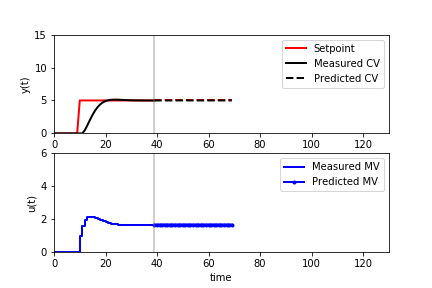 15
10
5
0
y(t)
Setpoint
Measured CV
Predicted CV
0 20 40 60 80 100 120
6
4
2
0
u(t)
Measured MV
Predicted MV
0 20 40 60 80 100 120
time